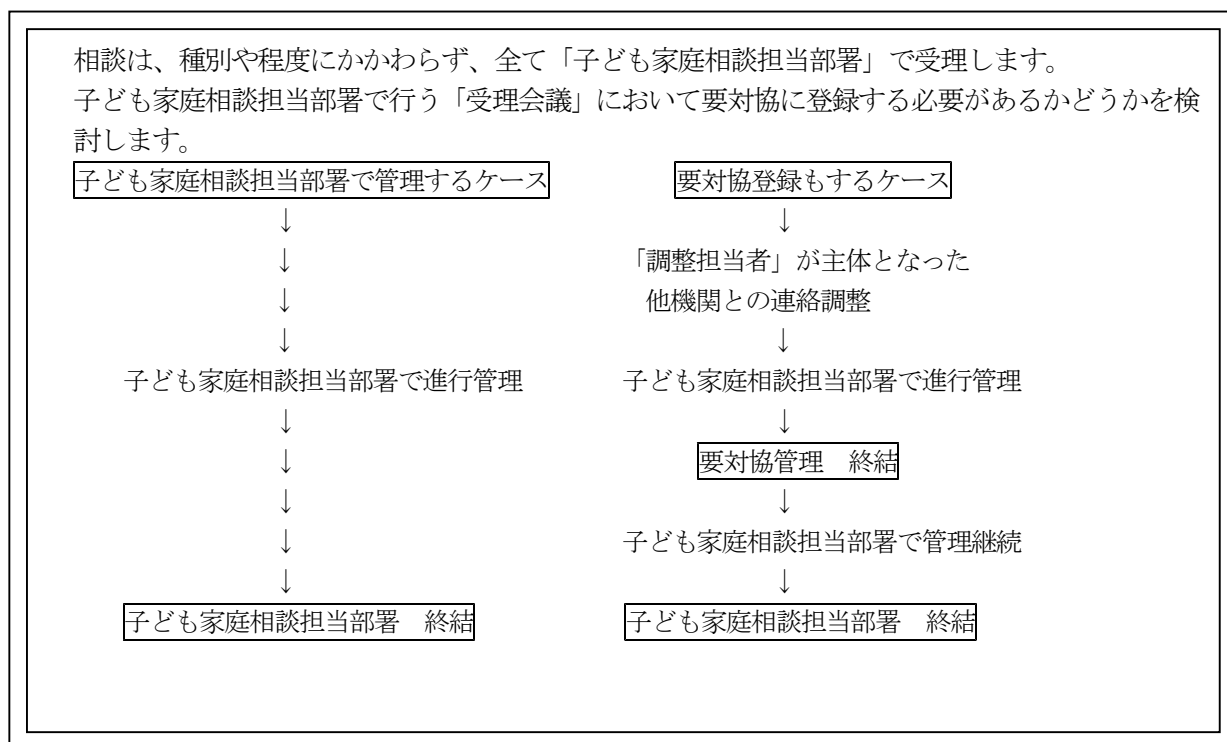 相談は、種別や程度にかかわらず、全て「子ども家庭相談担当部署」で受理します。
子ども家庭相談担当部署で行う「受理会議」において要対協に登録する必要があるかどうかを検
討します。
子ども家庭相談担当部署で管理するケース　要対協登録もするケース
↓　↓
↓　「調整担当者」が主体となった
↓　他機関との連絡調整
↓　↓
子ども家庭相談担当部署で進行管理　子ども家庭相談担当部署で進行管理
↓　↓
↓　要対協管理　終結
↓　↓
↓　子ども家庭相談担当部署で管理継続
↓　↓
子ども家庭相談担当部署　終結　子ども家庭相談担当部署　終結